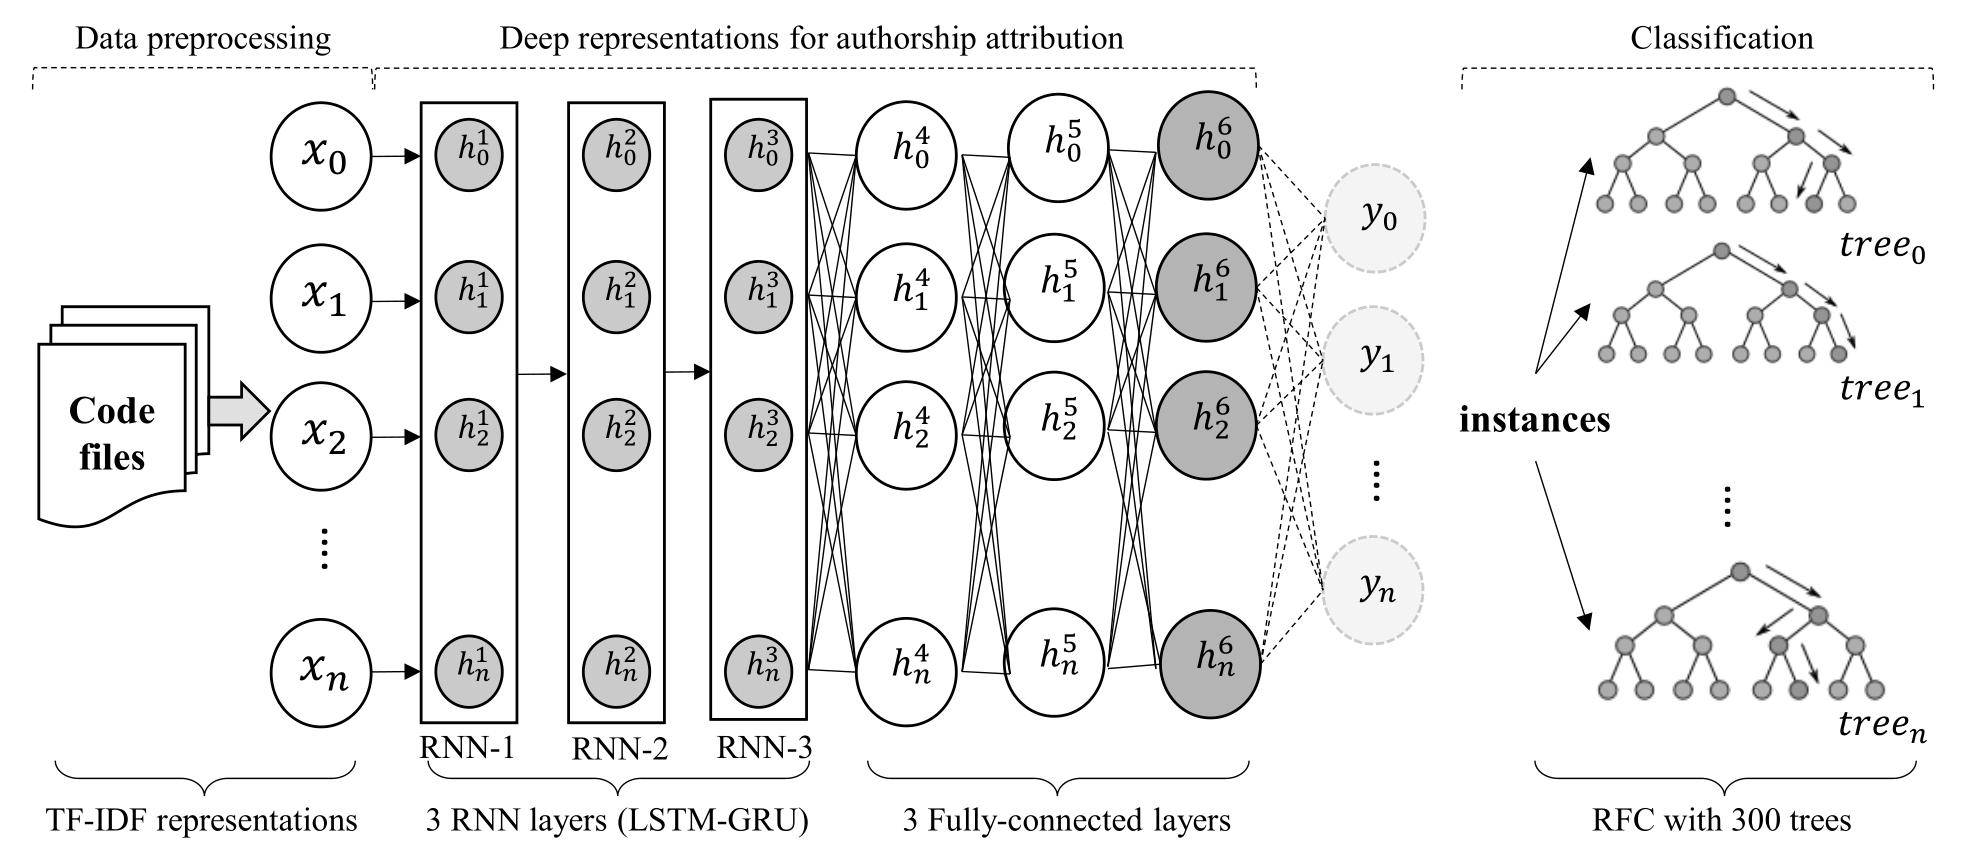 Data preprocessing
Deep representations for authorship attribution
Classification
x_0
h_0^1
h_0^2
h_0^3
h_0^4
h_0^5
h_0^6
y_0
tree_0
x_1
h_1^1
h_1^2
h_1^3
h_1^4
h_1^5
h_1^6
y_1
tree_1
Code
files
x_2
h_2^1
h_2^2
h_2^3
h_2^4
h_2^5
h_2^6
instances
x_n
h_n^1
h_n^2
h_n^3
h_n^4
h_n^5
h_n^6
y_n
tree_n
RNN-1
RNN-2
RNN-3
TF-IDF representations
3 RNN layers (LSTM-GRU)
3 Fully-connected layers
RFC with 300 trees